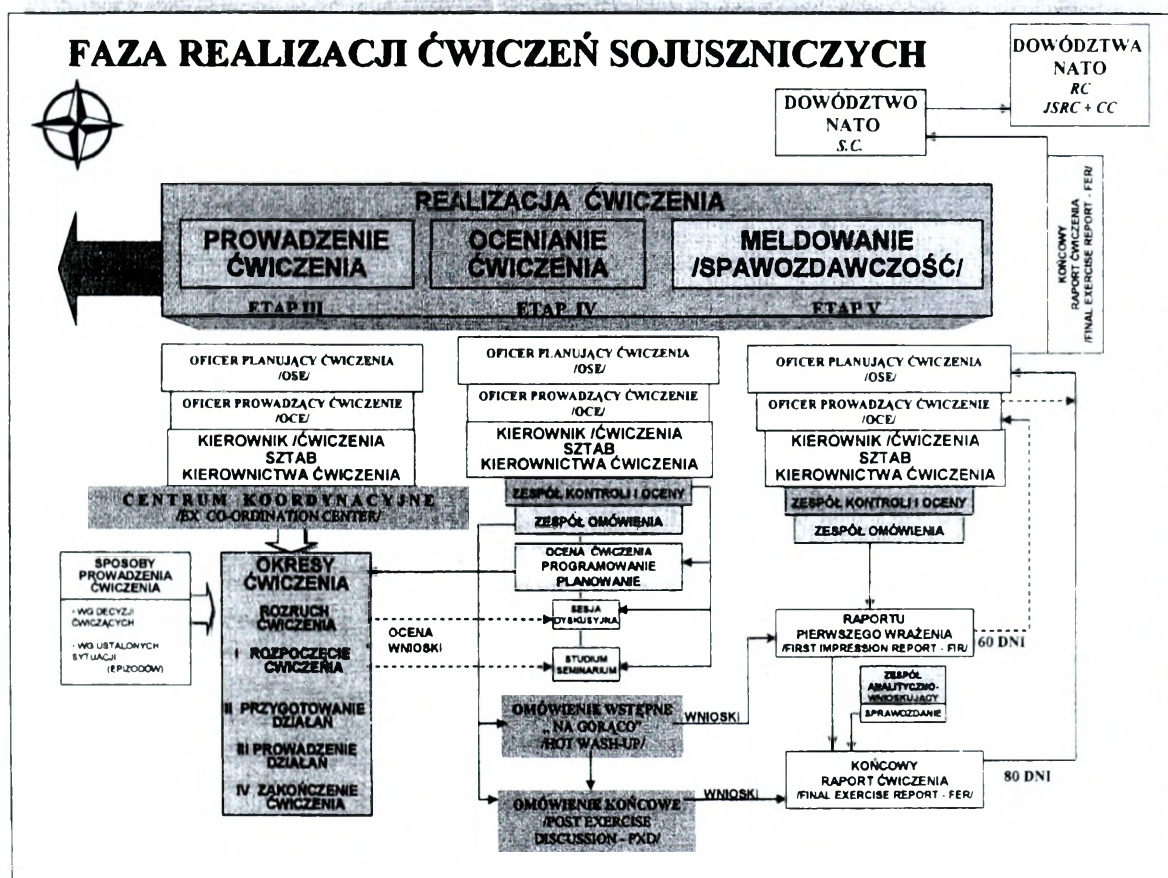 FAZA REALIZACJI ĆWICZEŃ SOJUSZNICZYCH
DOWÓDZTWA
NATO
RC
JSRC + CC
DOWÓDZTWO
NATO
S.C.
KOŃCOWY
RAPORT ĆWICZENIA
/FINAL EXERCISE REPORT - FER/
REALIZACJA ĆWICZENIA
PROWADZENIE
ĆWICZENIA
ETAP III
OCENIANIE
ĆWICZENIA
ETAP IV
MELDOWANIE
/SPAWOZDAWCZOŚĆ/
ETAP V
OFICER PLANUJĄCY ĆWICZENIA
/OSE/
OFICER PROWADZĄCY ĆWICZENIE
/OCE/
KIEROWNIK /ĆWICZENIA
SZTAB
KIEROWNICTWA ĆWICZENIA
CENTRUM KOORDYNACYJNE
/EX CO-ORDINATION CENTER/
SPOSOBY
PROWADZENIA
ĆWICZENIA
- WG DECYZJI
ĆWICZĄCYCH
- WG USTALONYCH
SYTUACJI
(EPIZODÓW)
OKRESY
ĆWICZENIA
ROZRUCH
ĆWICZENIA
I ROZPOCZĘCIE
ĆWICZENIA
II PRZYGOTOWANIE
DZIAŁAŃ
III PROWADZENIE
DZIAŁAŃ
IV ZAKOŃCZENIE
ĆWICZENIA
OCENA
WNIOSKI
OFICER PLANUJĄCY ĆWICZENIA
/OSE/
OFICER PROWADZĄCY ĆWICZENIE
/OCE/
KIEROWNIK /ĆWICZENIA
SZTAB
KIEROWNICTWA ĆWICZENIA
ZESPÓŁ KONTROLI I OCENY
ZESPÓŁ OMÓWIENIA
OCENA ĆWICZENIA
PROGRAMOWANIE
PLANOWANIE
SESJA
DYSKUSYJNA
STUDIUM
SEMINARIUM
OMÓWIENIE WSTĘPNE
„ NA GORĄCO"
/HOT WASH-UP/
WNIOSKI
OMÓWIENIE KOŃCOWE
/POST EXERCISE
DISCUSSION - PXD/
WNIOSKI
OFICER PLANUJĄCY ĆWICZENIA
/OSE/
OFICER PROWADZĄCY ĆWICZENIE
/OCE/
KIEROWNIK /ĆWICZENIA
SZTAB
KIEROWNICTWA ĆWICZENIA
ZESPÓŁ KONTROLI I OCENY
ZESPÓŁ OMÓWIENIA
RAPORTU
PIERWSZEGO WRAŻENIA
/FIRST IMPRESSION REPORT - FIR/
60 DNI
ZESPÓŁ
ANALITYCZNO-
WNIOSKUJĄCY
SPRAWOZDANIE
KOŃCOWY
RAPORT ĆWICZENIA
/FINAL EXERCISE REPORT - FER/
80 DNI